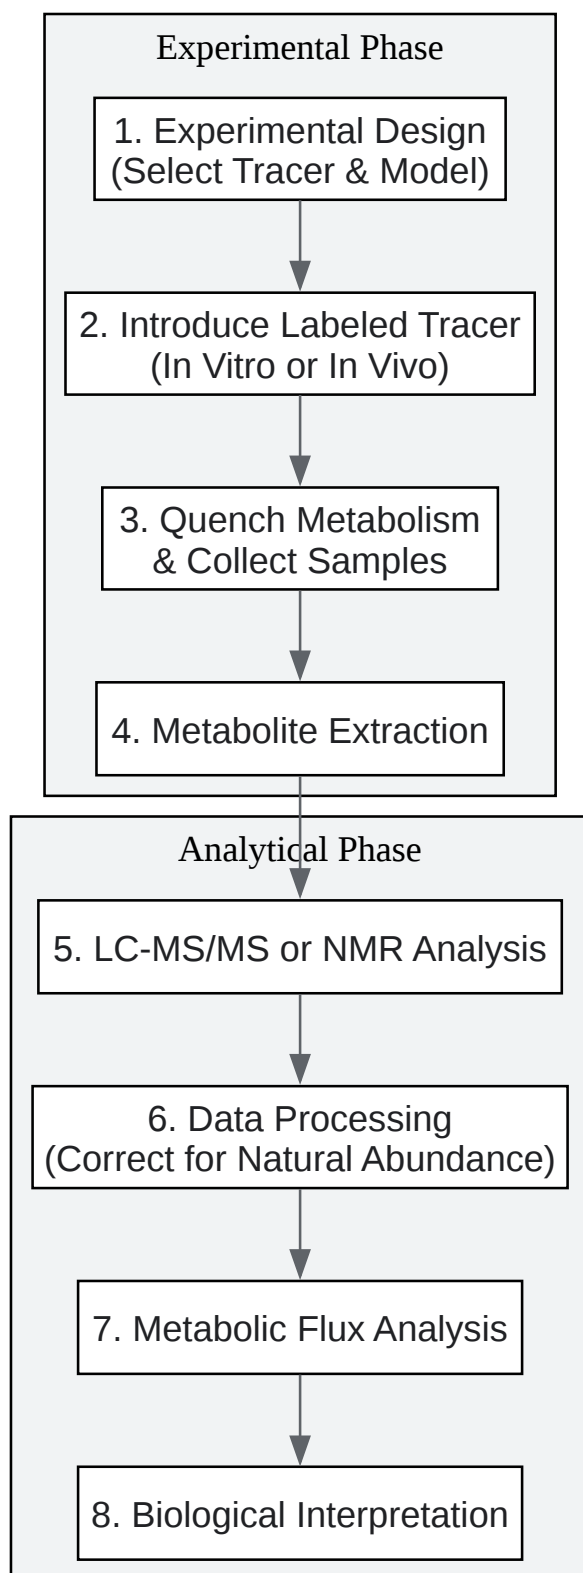 Experimental Phase
1. Experimental Design
(Select Tracer & Model)
2. Introduce Labeled Tracer
(In Vitro or In Vivo)
3. Quench Metabolism
& Collect Samples
4. Metabolite Extraction
Analytical Phase
5. LC-MS/MS or NMR Analysis
6. Data Processing
(Correct for Natural Abundance)
7. Metabolic Flux Analysis
8. Biological Interpretation